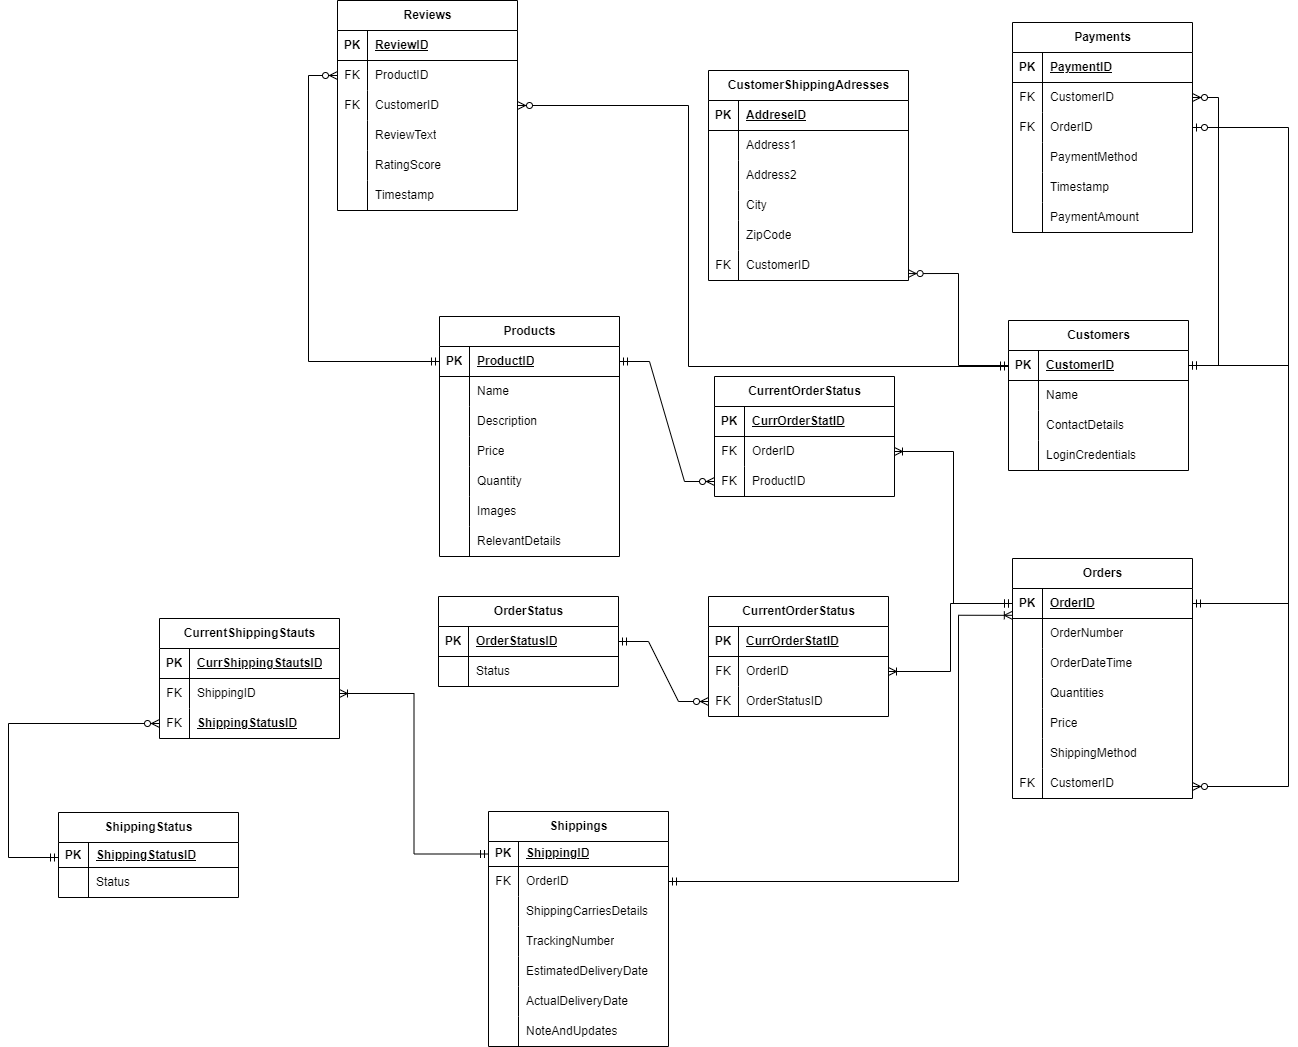 Reviews
PK ReviewID
FK ProductID
FK CustomerID
ReviewText
RatingScore
Timestamp
CustomerShippingAdresses
PK AddreseID
Address1
Address2
City
ZipCode
FK CustomerID
Payments
PK PaymentID
FK CustomerID
FK OrderID
PaymentMethod
Timestamp
PaymentAmount
Products
PK ProductID
Name
Description
Price
Quantity
Images
RelevantDetails
CurrentOrderStatus
PK CurrOrderStatID
FK OrderID
FK ProductID
Customers
PK CustomerID
Name
ContactDetails
LoginCredentials
OrderStatus
PK OrderStatusID
Status
CurrentOrderStatus
PK CurrOrderStatID
FK OrderID
FK OrderStatusID
Orders
PK OrderID
OrderNumber
OrderDateTime
Quantities
Price
ShippingMethod
FK CustomerID
CurrentShippingStauts
PK CurrShippingStautsID
FK ShippingID
FK ShippingStatusID
ShippingStatus
PK ShippingStatusID
Status
Shippings
PK ShippingID
FK OrderID
ShippingCarriesDetails
TrackingNumber
EstimatedDeliveryDate
ActualDeliveryDate
NoteAndUpdates